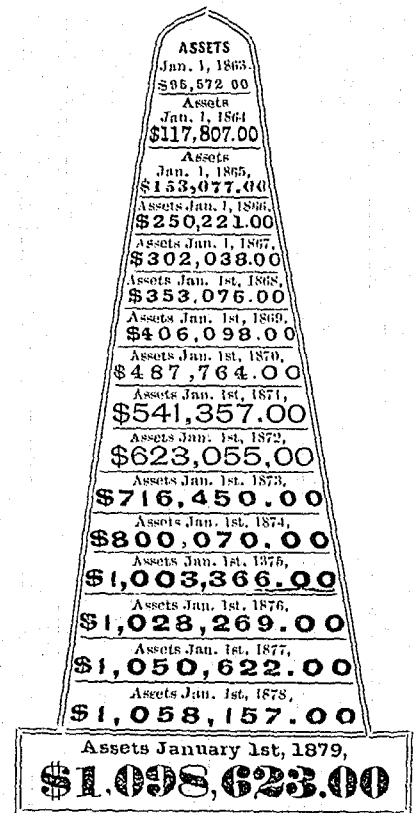 ASSETS
Jan. 1, 1863.
$96,572 00
Assets
Jan. 1, 1864
$117,807.00
Assets
Jan. 1, 1865,
$153,077.00
Assets Jan. 1, 1866,
$250,221.00
Assets Jan. 1, 1867,
$302,038.00
Assets Jan. 1st, 1868,
$353,076.00
Assets Jan. 1st, 1869,
$406,098.00
Assets Jan. 1st, 1870,
$487,764.00
Assets Jan. 1st, 1871,
$541,357.00
Assets Jan. 1st, 1872,
$623,055,00
Assets Jan. 1st. 1873,
$716,450.00
Assets Jan. 1st, 1874,
$800,070.00
Assets Jan. 1st, 1375,
$1,003,366.00
Assets Jan. 1st. 1876,
$1,028,269.00
Assets Jan. 1st, 1877,
$1,050,622.00
Assets Jan. 1st, 1878,
$1,058,157.00
Assets January 1st, 1879,
$1.098,623.00